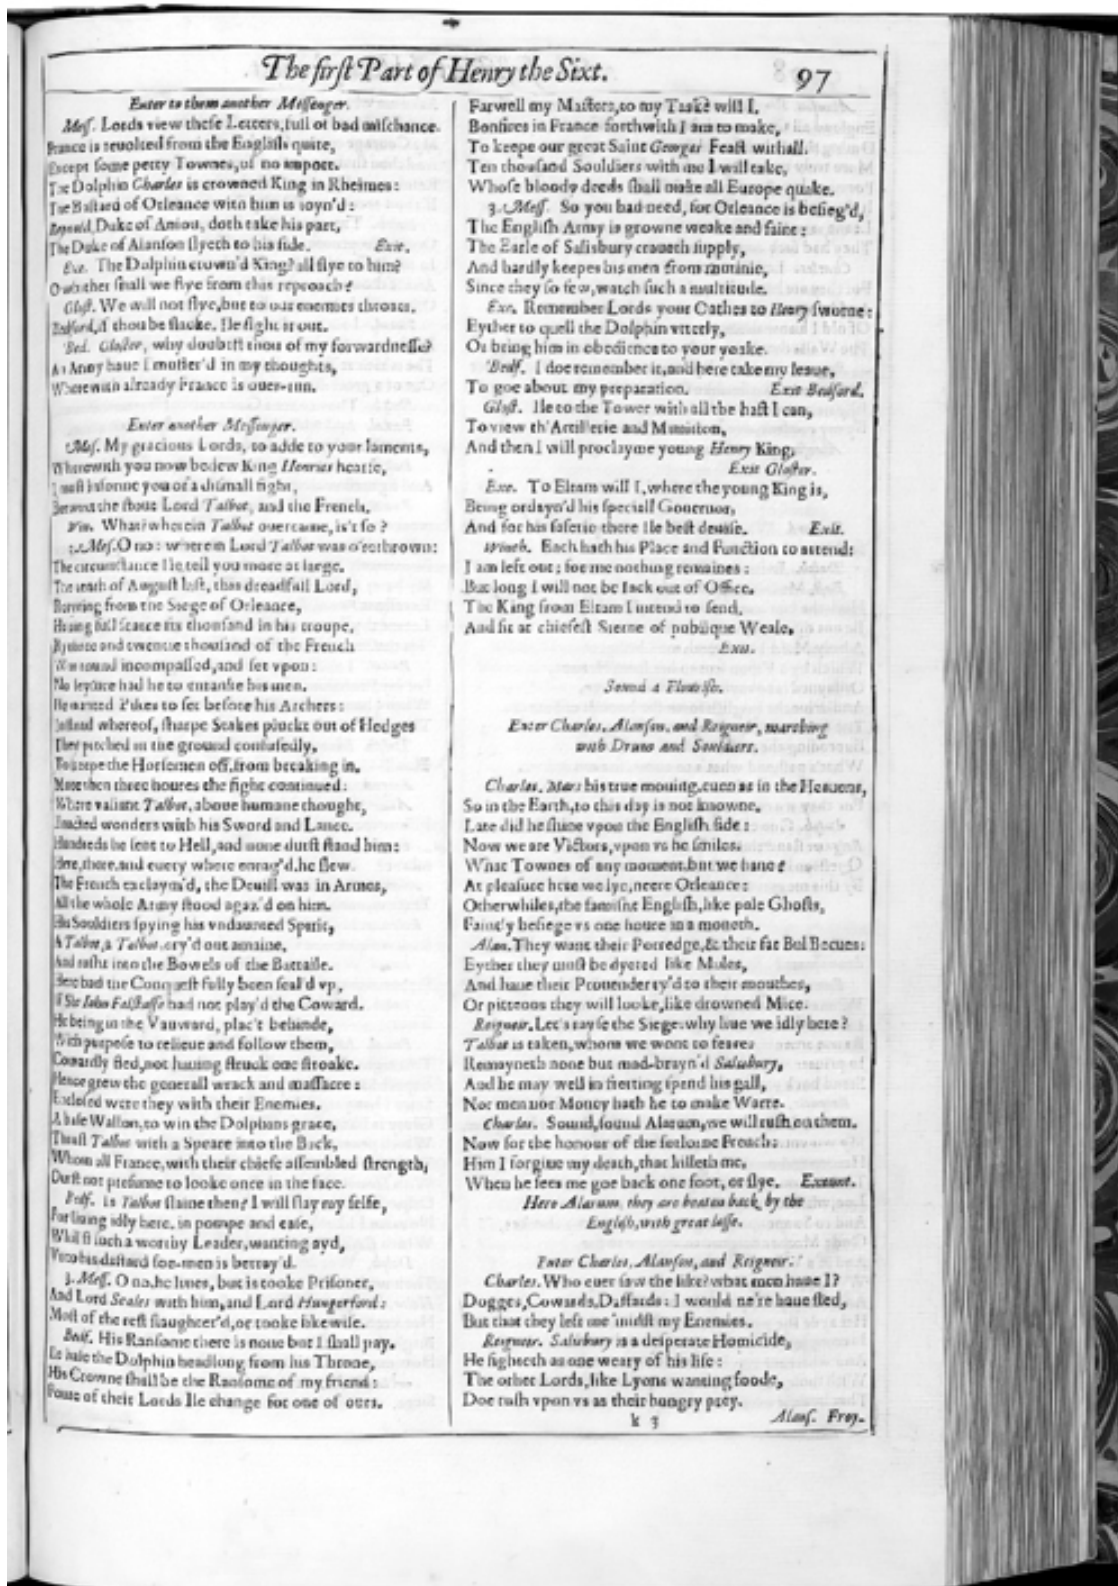 The first Part of Henry the Sixt. 97
Enter to them another Messenger.
Mess. Lords view these Letters, full of bad mischance.
France is reuolted from the English quite,
Except some petty Townes, of no import.
The Dolphin Charles is crowned King in Rheimes:
The Bastard of Orleance with him is ioyn'd:
Reynold, Duke of Aniou, doth take his part,
The Duke of Alanson flyeth to his side. Exit.
Exe. The Dolphin crown'd King? all flye to him?
O whither shall we flye from this reproach?
Glost. We will not flye, but to our enemies throats.
Bedford, if thou be slacke, Ile fight it out.
Bed. Gloster, why doubtst thou of my forwardnesse?
An Army haue I muster'd in my thoughts,
Wherewith already France is ouer-run.
Enter another Messenger.
Mes. My gracious Lords, to adde to your laments,
Wherewith you now bedew King Henries hearse,
I must informe you of a dismall fight,
Betwixt the stout Lord Talbot, and the French.
Win. What? wherein Talbot ouercame, is't so?
2. Mes. O no: wherein Lord Talbot was o'rethrown:
The circumstance Ile tell you more at large.
The tenth of August last, this dreadfull Lord,
Retyring from the Siege of Orleance,
Hauing full scarce six thousand in his troupe,
By three and twentie thousand of the French
Was round incompassed, and set vpon:
No leysure had he to enranke his men.
He wanted Pikes to set before his Archers:
Instead whereof, sharpe Stakes pluckt out of Hedges
They pitched in the ground confusedly,
To keepe the Horsemen off, from breaking in.
More then three houres the fight continued:
Where valiant Talbot, aboue humane thought,
Enacted wonders with his Sword and Lance.
Hundreds he sent to Hell, and none durst stand him:
Here, there, and euery where enrag'd, he slew.
The French exclaym'd, the Deuill was in Armes,
All the whole Army stood agaz'd on him.
His Souldiers spying his vndaunted Spirit,
A Talbot, a Talbot, cry'd out amaine,
And rusht into the Bowels of the Battaile.
Here had the Conquest fully been seal'd vp,
If Sir Iohn Falstaffe had not play'd the Coward.
He being in the Vauward, plac't behinde,
With purpose to relieue and follow them,
Cowardly fled, not hauing struck one stroake.
Hence grew the generall wrack and massacre:
Enclosed were they with their Enemies.
A base Wallon, to win the Dolphins grace,
Thrust Talbot with a Speare into the Back,
Whom all France, with their chiefe assembled strength,
Durst not presume to looke once in the face.
Bedf. Is Talbot slaine then? I will slay my selfe,
For liuing idly here, in pompe and ease,
Whil'st such a worthy Leader, wanting ayd,
Vnto his dastard foe-men is betray'd.
3. Mess. O no, he liues, but is tooke Prisoner,
And Lord Scales with him, and Lord Hungerford:
Most of the rest slaughter'd, or tooke likewise.
Bedf. His Ransome there is none but I shall pay.
Ile hale the Dolphin headlong from his Throne,
His Crowne shall be the Ransome of my friend:
Foure of their Lords Ile change for one of ours.
Farwell my Masters, to my Taske will I,
Bonfires in France forthwith I am to make,
To keepe our great Saint Georges Feast withall.
Ten thousand Souldiers with me I will take,
Whose bloody deeds shall make all Europe quake.
3. Mess. So you had need, for Orleance is besieg'd,
The English Army is growne weake and faint:
The Earle of Salisbury craueth supply,
And hardly keepes his men from mutinie,
Since they so few, watch such a multitude.
Exe. Remember Lords your Oathes to Henry sworne:
Eyther to quell the Dolphin vtterly,
Or bring him in obedience to your yoake.
Bedf. I doe remember it, and here take my leaue,
To goe about my preparation. Exit Bedford.
Glost. Ile to the Tower with all the hast I can,
To view th'Artillerie and Munition,
And then I will proclayme young Henry King.
Exit Gloster.
Exe. To Eltam will I, where the young King is,
Being ordayn'd his speciall Gouernor,
And for his safetie there Ile best deuise. Exit.
Winch. Each hath his Place and Function to attend:
I am left out; for me nothing remaines:
But long I will not be Iack out of Office.
The King from Eltam I intend to send,
And sit at chiefest Sterne of publique Weale.
Exit.
Sound a Flourish.
Enter Charles, Alanson, and Reigneir, marching
with Drum and Souldiers.
Charles. Mars his true mouing, euen as in the Heauens,
So in the Earth, to this day is not knowne.
Late did he shine vpon the English side:
Now we are Victors, vpon vs he smiles.
What Townes of any moment, but we haue?
At pleasure here we lye, neere Orleance:
Otherwhiles, the famisht English, like pale Ghosts,
Faintly besiege vs one houre in a moneth.
Alan. They want their Porredge, & their fat Bul Beeues:
Eyther they must be dyeted like Mules,
And haue their Prouender ty'd to their mouthes,
Or pitteous they will looke, like drowned Mice.
Reigneir. Let's rayse the Siege: why liue we idly here?
Talbot is taken, whom we wont to feare:
Remayneth none but mad-brayn'd Salisbury,
And he may well in fretting spend his gall,
Nor men nor Money hath he to make Warre.
Charles. Sound, sound Alarum, we will rush on them.
Now for the honour of the forlorne French:
Him I forgiue my death, that killeth me,
When he sees me goe back one foot, or flye. Exeunt.
Here Alarum, they are beaten back by the
English, with great losse.
Enter Charles, Alanson, and Reigneir.
Charles. Who euer saw the like? what men haue I?
Dogges, Cowards, Dastards: I would ne're haue fled,
But that they left me 'midst my Enemies.
Reigneir. Salisbury is a desperate Homicide,
He fighteth as one weary of his life:
The other Lords, like Lyons wanting foode,
Doe rush vpon vs as their hungry prey.
k 3 Alans. Froy-